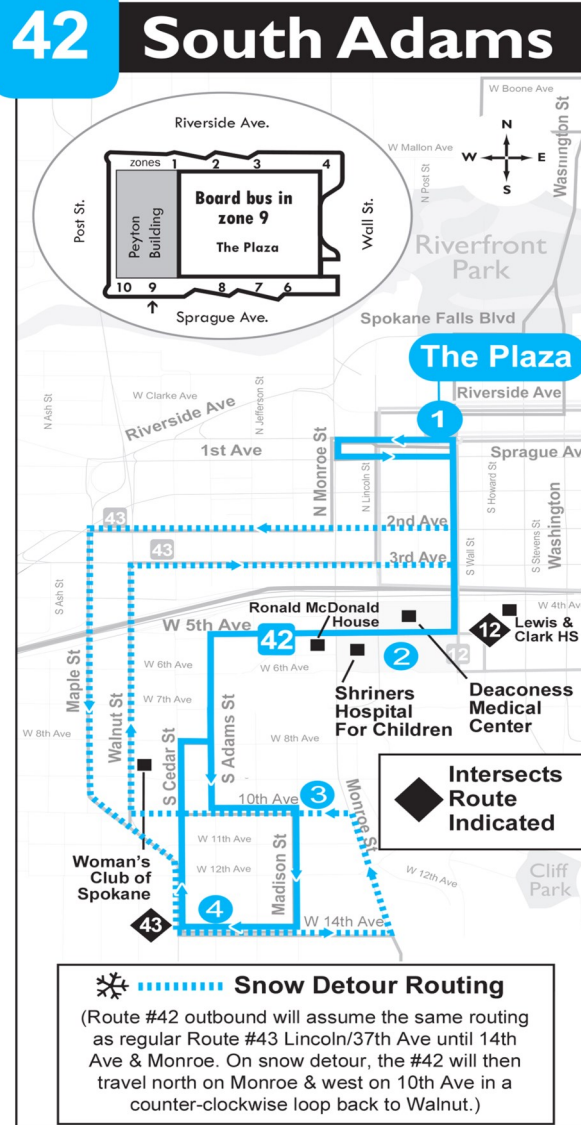 42 South Adams
W Boone Ave
Washington St
Riverside Ave.
W Mallon Ave
N Post St
N
W E
S
zones 1 2 3 4
Post St.
Peyton
Building
Board bus in
zone 9
The Plaza
Wall St.
10 9 8 7 6
Sprague Ave.
Riverfront
Park
Spokane Falls Blvd
The Plaza
N Ash St
W Clarke Ave
Riverside Ave
N Jefferson St
Riverside Ave
1
1st Ave
N Monroe St
N Lincoln St
Sprague Av
S Howard St
43
2nd Ave
Washington
43
3rd Ave
S Wall St
S Stevens St
S Ash St
W 4th Ave
Ronald McDonald
House
W 5th Ave
42
2
12
Lewis &
Clark HS
12
Maple St
W 6th Ave
W 6th Ave
Shriners
Hospital
For Children
Deaconess
Medical
Center
W 7th Ave
Walnut St
W 8th Ave
S Cedar St
S Adams St
W 8th Ave
Intersects
Route
Indicated
10th Ave
3
Monroe St
W 11th Ave
Madison St
Woman's
Club of
Spokane
W 12th Ave
W 12th Ave
Cliff
Park
43
4
W 14th Ave
Snow Detour Routing
(Route #42 outbound will assume the same routing
as regular Route #43 Lincoln/37th Ave until 14th
Ave & Monroe. On snow detour, the #42 will then
travel north on Monroe & west on 10th Ave in a
counter-clockwise loop back to Walnut.)